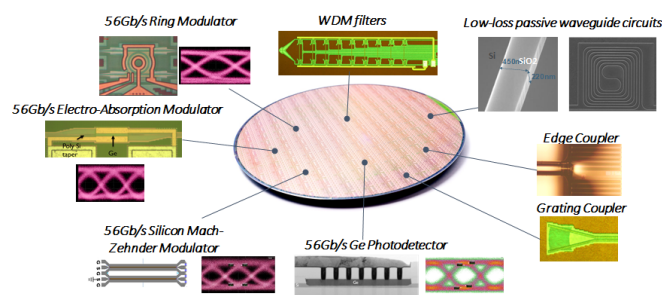 56Gb/s Ring Modulator
WDM filters
Low-loss passive waveguide circuits
Si
SiO2
450n
220nm
56Gb/s Electro-Absorption Modulator
Poly Si
taper
Ge
Edge Coupler
Grating Coupler
56Gb/s Silicon Mach-
Zehnder Modulator
56Gb/s Ge Photodetector
Ge